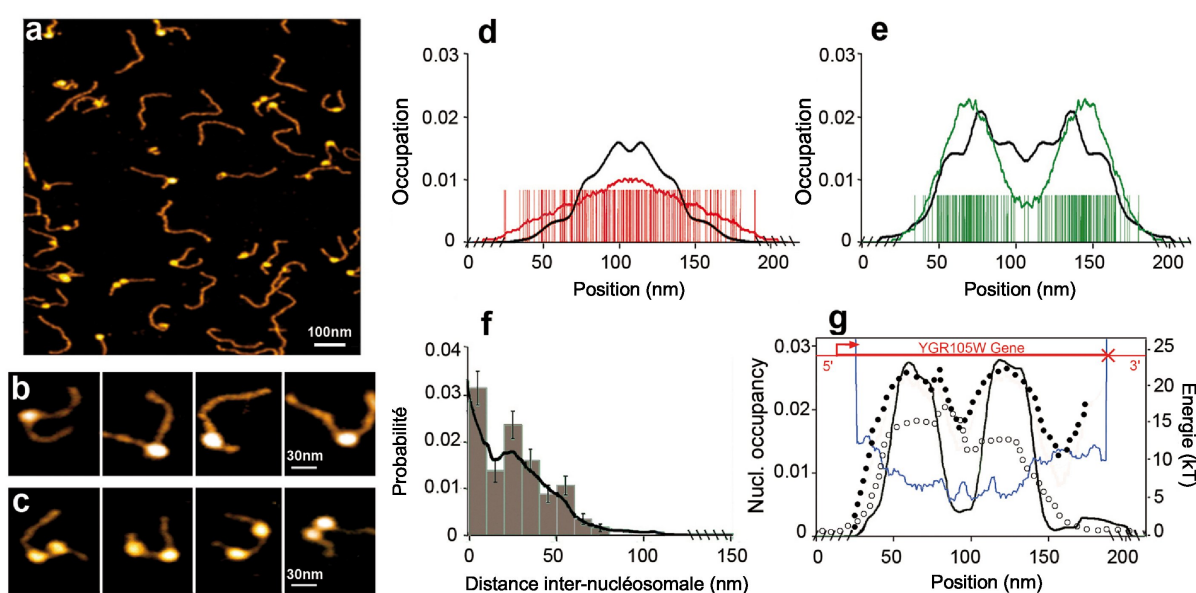 a
100nm
b
30nm
c
30nm
d
Occupation
0.03
0.02
0.01
0
0 50 100 150 200
Position (nm)
e
Occupation
0.03
0.02
0.01
0
0 50 100 150 200
Position (nm)
f
Probabilité
0.04
0.03
0.02
0.01
0
0 50 100 150
Distance inter-nucléosomale (nm)
g
YGR105W Gene
5'
3'
Nucl. occupancy
0.03
0.02
0.01
0
25
20
15
10
5
0
Energie (kT)
0 50 100 150 200
Position (nm)